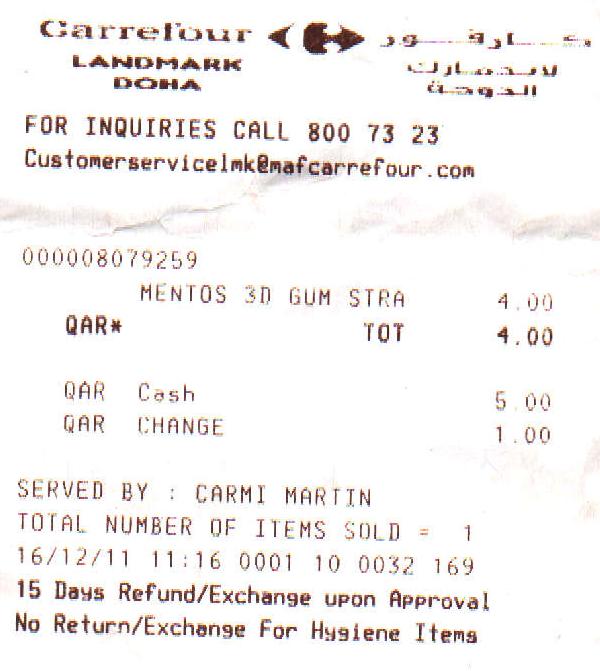 Carrefour كارفور
LANDMARK لاندمارك
DOHA الدوحة
FOR INQUIRIES CALL 800 73 23
Customerservicelmk@mafcarrefour.com
000008079259
MENTOS 3D GUM STRA 4.00
QAR* TOT 4.00
QAR Cash 5.00
QAR CHANGE 1.00
SERVED BY : CARMI MARTIN
TOTAL NUMBER OF ITEMS SOLD = 1
16/12/11 11:16 0001 10 0032 169
15 Days Refund/Exchange upon Approval
No Return/Exchange For Hygiene Items